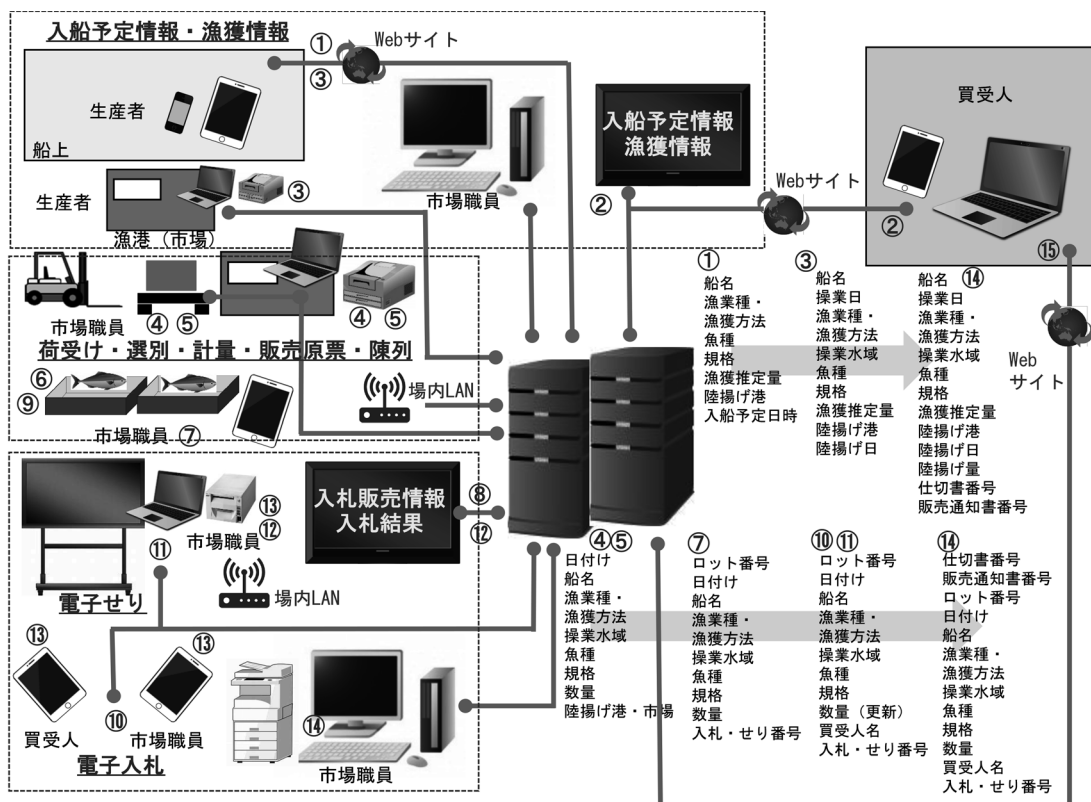 入船予定情報・漁獲情報
①
Webサイト
③
生産者
船上
生産者
③
漁港（市場）
市場職員
入船予定情報
漁獲情報
②
Webサイト
②
買受人
⑮
Web
サイト
市場職員
④ ⑤
④ ⑤
荷受け・選別・計量・販売原票・陳列
⑥
⑨
市場職員⑦
場内LAN
入札販売情報
入札結果
⑧
⑫
⑬
⑫
市場職員
⑪
電子せり
場内LAN
⑬
⑬
⑩
買受人
市場職員
電子入札
⑭
市場職員
①
船名
漁業種・
漁獲方法
魚種
規格
漁獲推定量
陸揚げ港
入船予定日時
③
船名
操業日
漁業種・
漁獲方法
操業水域
魚種
規格
漁獲推定量
陸揚げ港
陸揚げ日
船名 ⑭
操業日
漁業種・
漁獲方法
操業水域
魚種
規格
漁獲推定量
陸揚げ港
陸揚げ日
陸揚げ量
仕切書番号
販売通知書番号
④⑤
日付け
船名
漁業種・
漁獲方法
操業水域
魚種
規格
数量
陸揚げ港・市場
⑦
ロット番号
日付け
船名
漁業種・
漁獲方法
操業水域
魚種
規格
数量
入札・せり番号
⑩⑪
ロット番号
日付け
船名
漁業種・
漁獲方法
操業水域
魚種
規格
数量（更新）
買受人名
入札・せり番号
⑭
仕切書番号
販売通知書番号
ロット番号
日付け
船名
漁業種・
漁獲方法
操業水域
魚種
規格
数量
買受人名
入札・せり番号